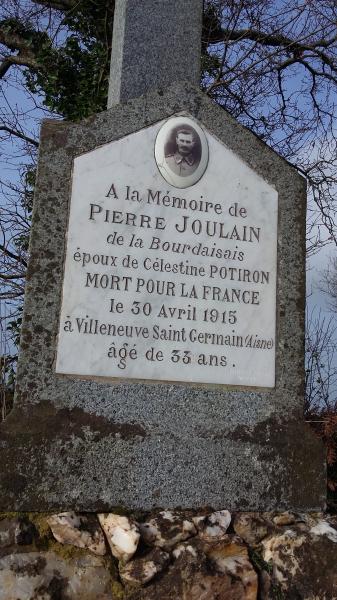 A la Mémoire de
PIERRE JOULAIN
de la Bourdaisais
époux de Célestine POTIRON
MORT POUR LA FRANCE
le 30 Avril 1915
à Villeneuve Saint Germain (Aisne)
âgé de 33 ans.